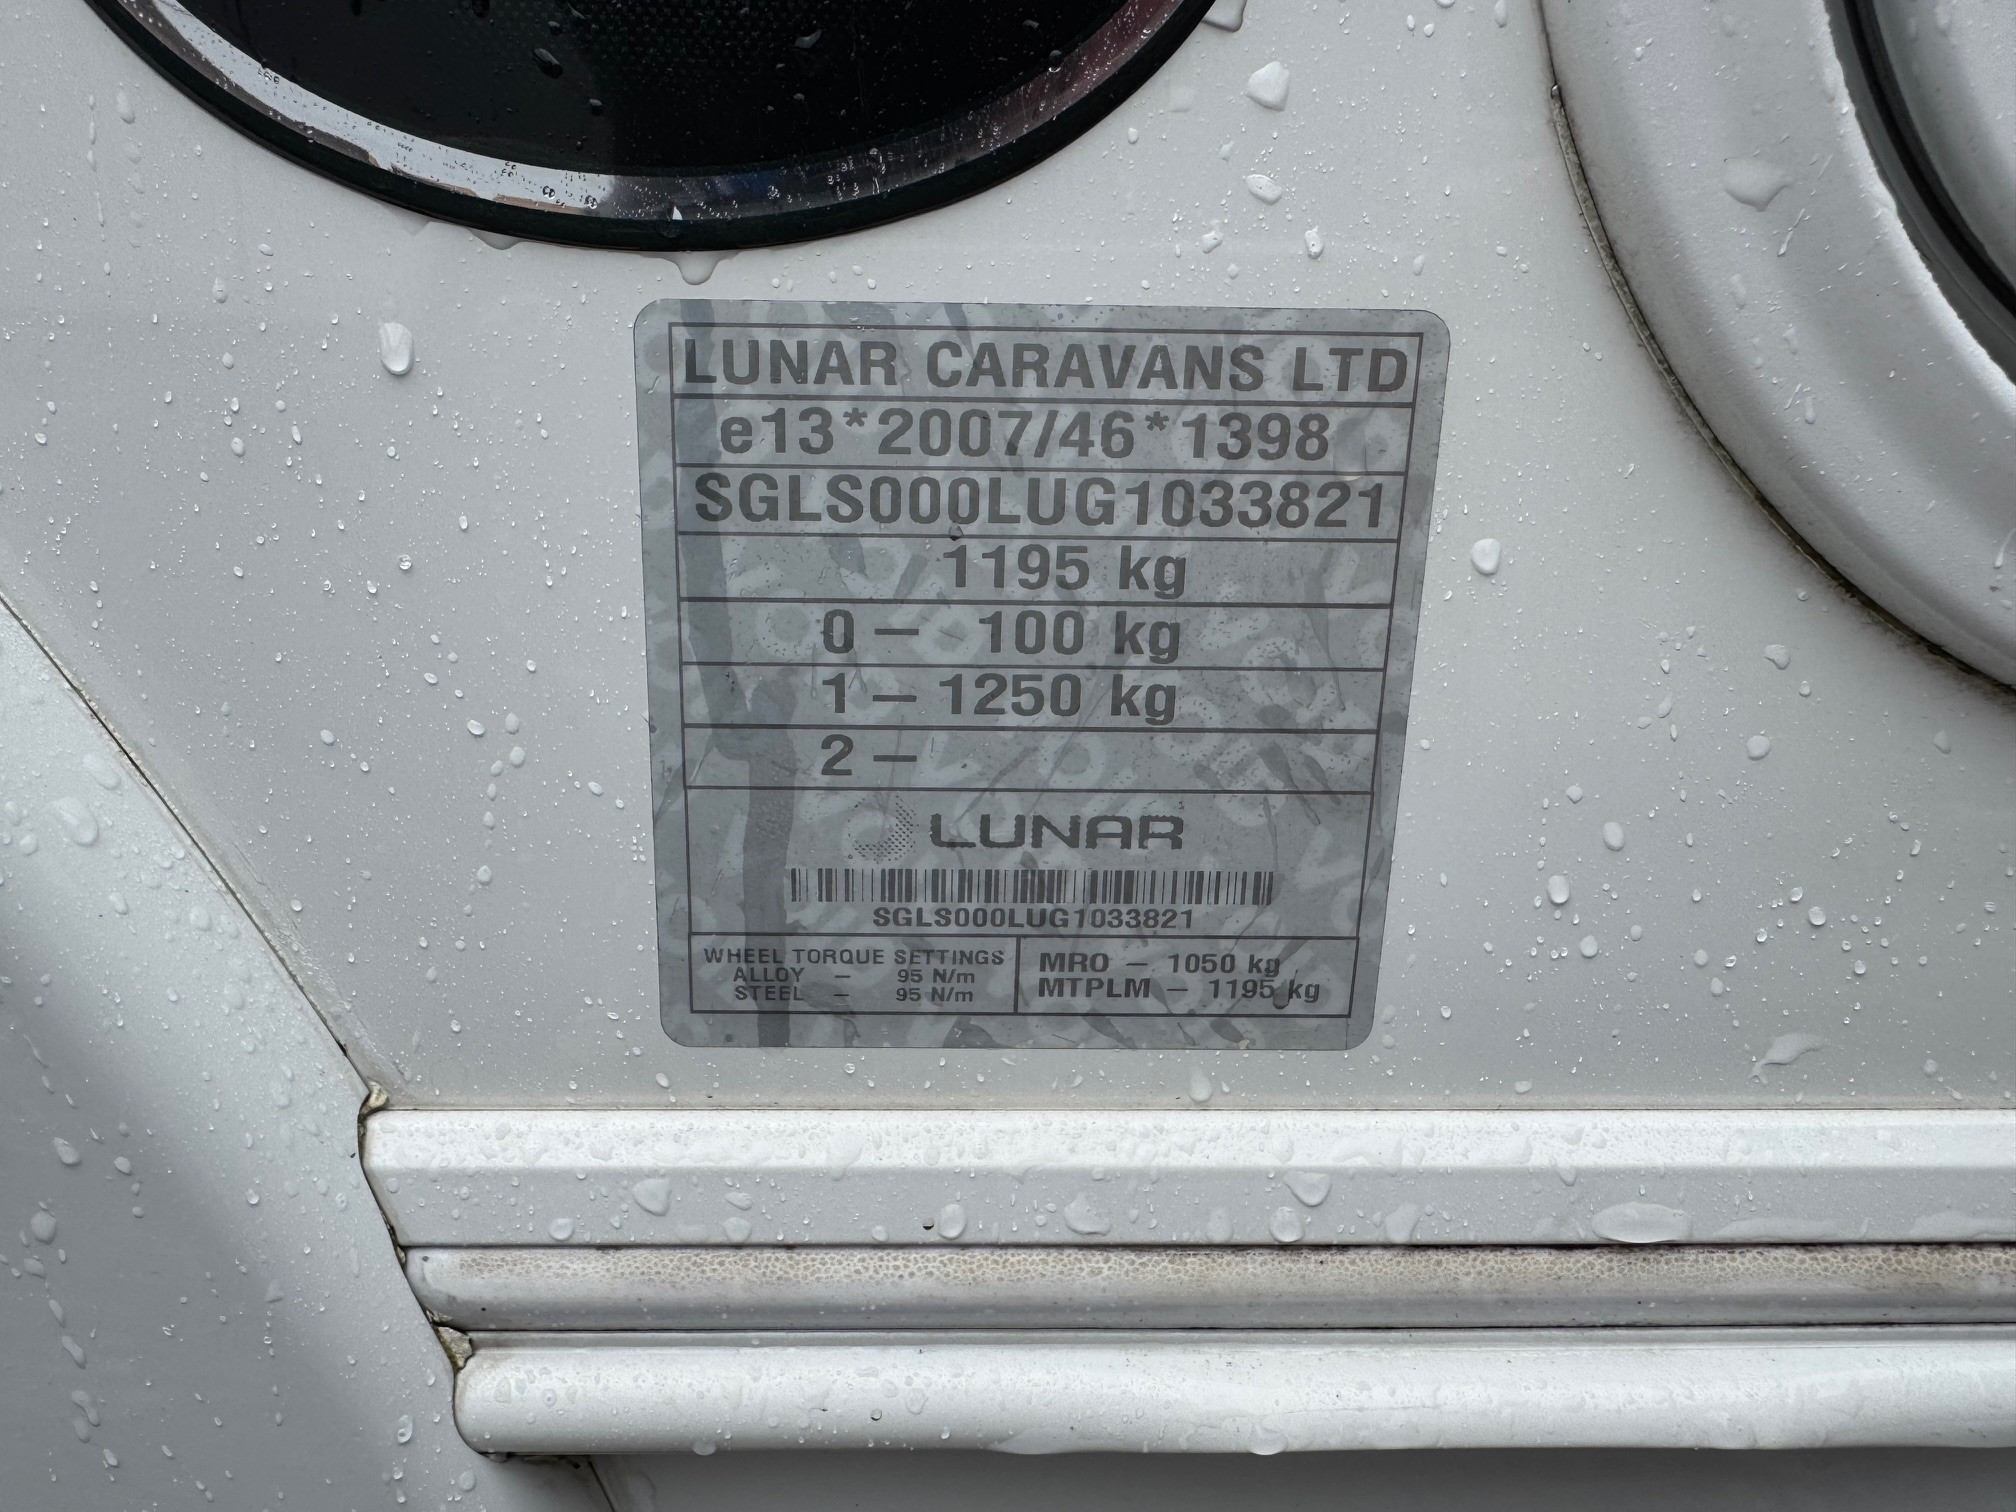 LUNAR CARAVANS LTD
e13*2007/46*1398
SGLS000LUG1033821
1195 kg
0 – 100 kg
1 – 1250 kg
2 –
LUNAR
SGLS000LUG1033821
WHEEL TORQUE SETTINGS
ALLOY – 95 N/m
STEEL – 95 N/m
MRO – 1050 kg
MTPLM – 1195 kg